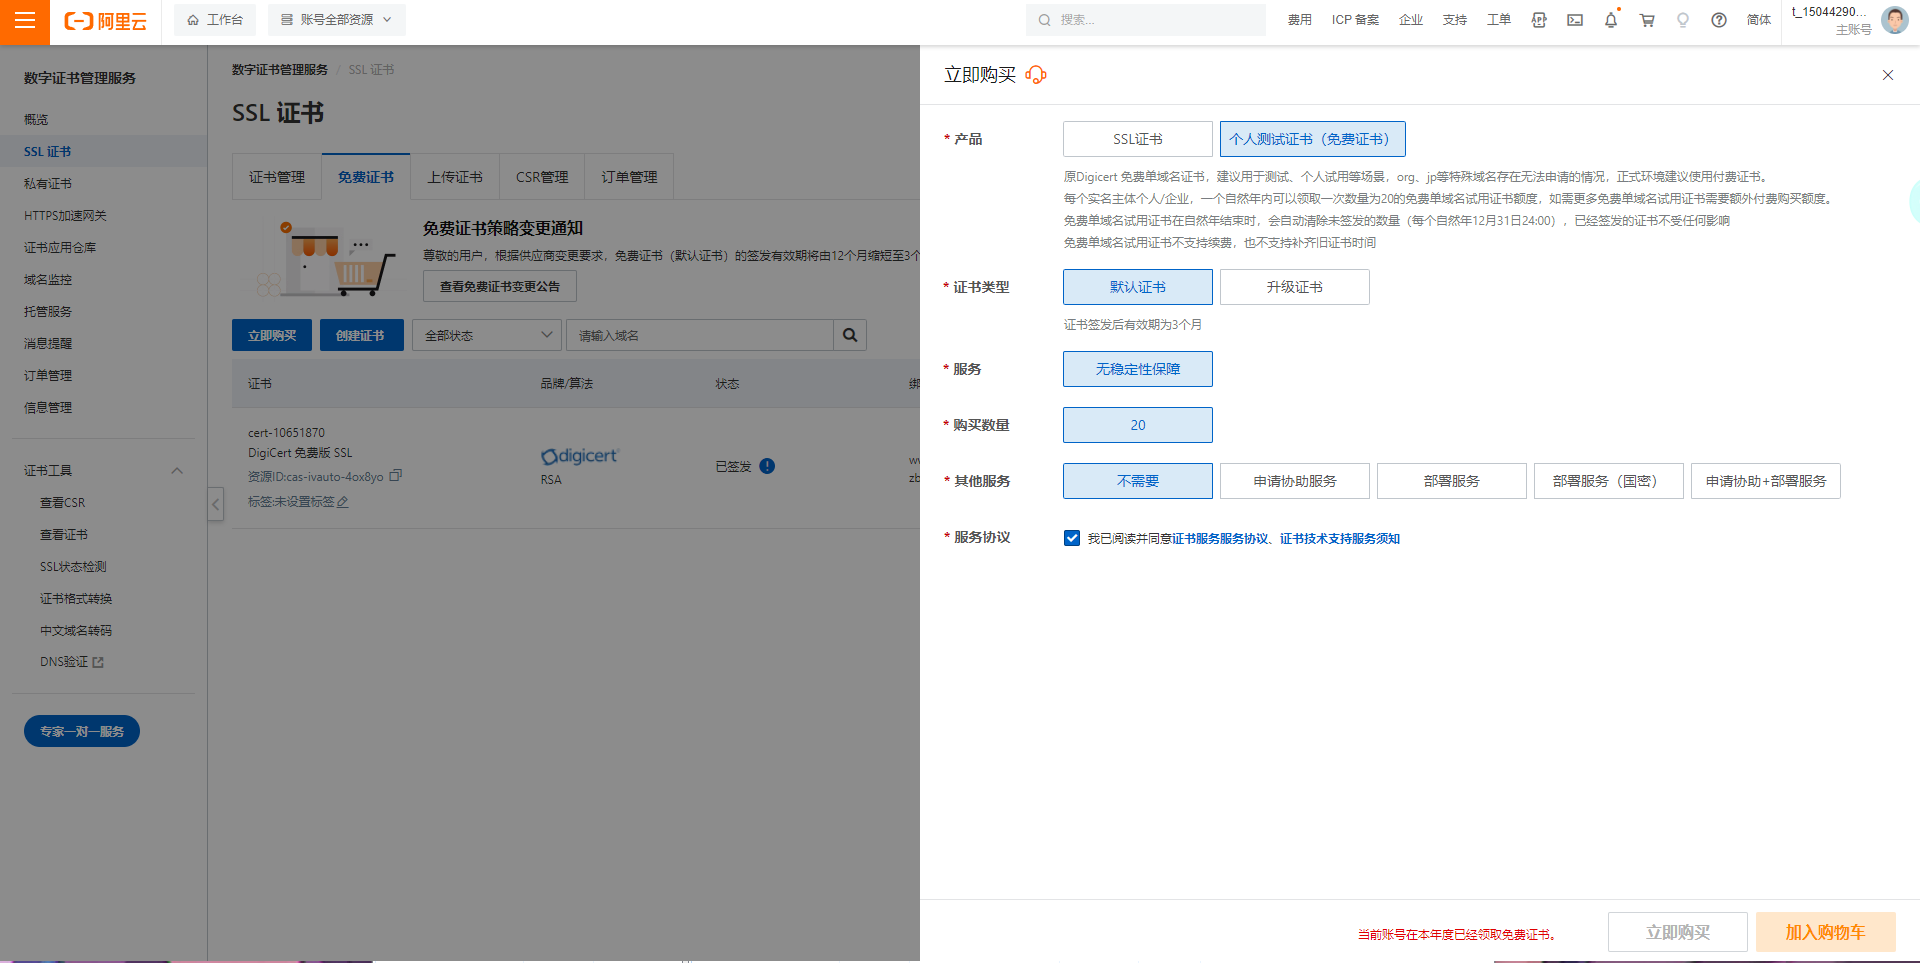 阿里云
工作台
账号全部资源
搜索...
费用
ICP 备案
企业
支持
工单
简体
t_15044290...
主账号
数字证书管理服务
概览
SSL 证书
私有证书
HTTPS加速网关
证书应用仓库
域名监控
托管服务
消息提醒
订单管理
信息管理
证书工具
查看CSR
查看证书
SSL状态检测
证书格式转换
中文域名转码
DNS验证
专家一对一服务
数字证书管理服务 / SSL 证书
SSL 证书
证书管理
免费证书
上传证书
CSR管理
订单管理
免费证书策略变更通知
尊敬的用户，根据供应商变更要求，免费证书（默认证书）的签发有效期将由12个月缩短至3个
查看免费证书变更公告
立即购买
创建证书
全部状态
请输入域名
证书
品牌/算法
状态
绑
cert-10651870
DigiCert 免费版 SSL
资源ID:cas-ivauto-4ox8yo
标签:未设置标签
digicert
RSA
已签发
zb
立即购买
* 产品
SSL证书
个人测试证书（免费证书）
原Digicert 免费单域名证书，建议用于测试、个人试用等场景，org、jp等特殊域名存在无法申请的情况，正式环境建议使用付费证书。
每个实名主体个人/企业，一个自然年内可以领取一次数量为20的免费单域名试用证书额度，如需更多免费单域名试用证书需要额外付费购买额度。
免费单域名试用证书在自然年结束时，会自动清除未签发的数量（每个自然年12月31日24:00），已经签发的证书不受任何影响
免费单域名试用证书不支持续费，也不支持补齐旧证书时间
* 证书类型
默认证书
升级证书
证书签发后有效期为3个月
* 服务
无稳定性保障
* 购买数量
20
* 其他服务
不需要
申请协助服务
部署服务
部署服务（国密）
申请协助+部署服务
* 服务协议
我已阅读并同意证书服务服务协议、证书技术支持服务须知
当前账号在本年度已经领取免费证书。
立即购买
加入购物车